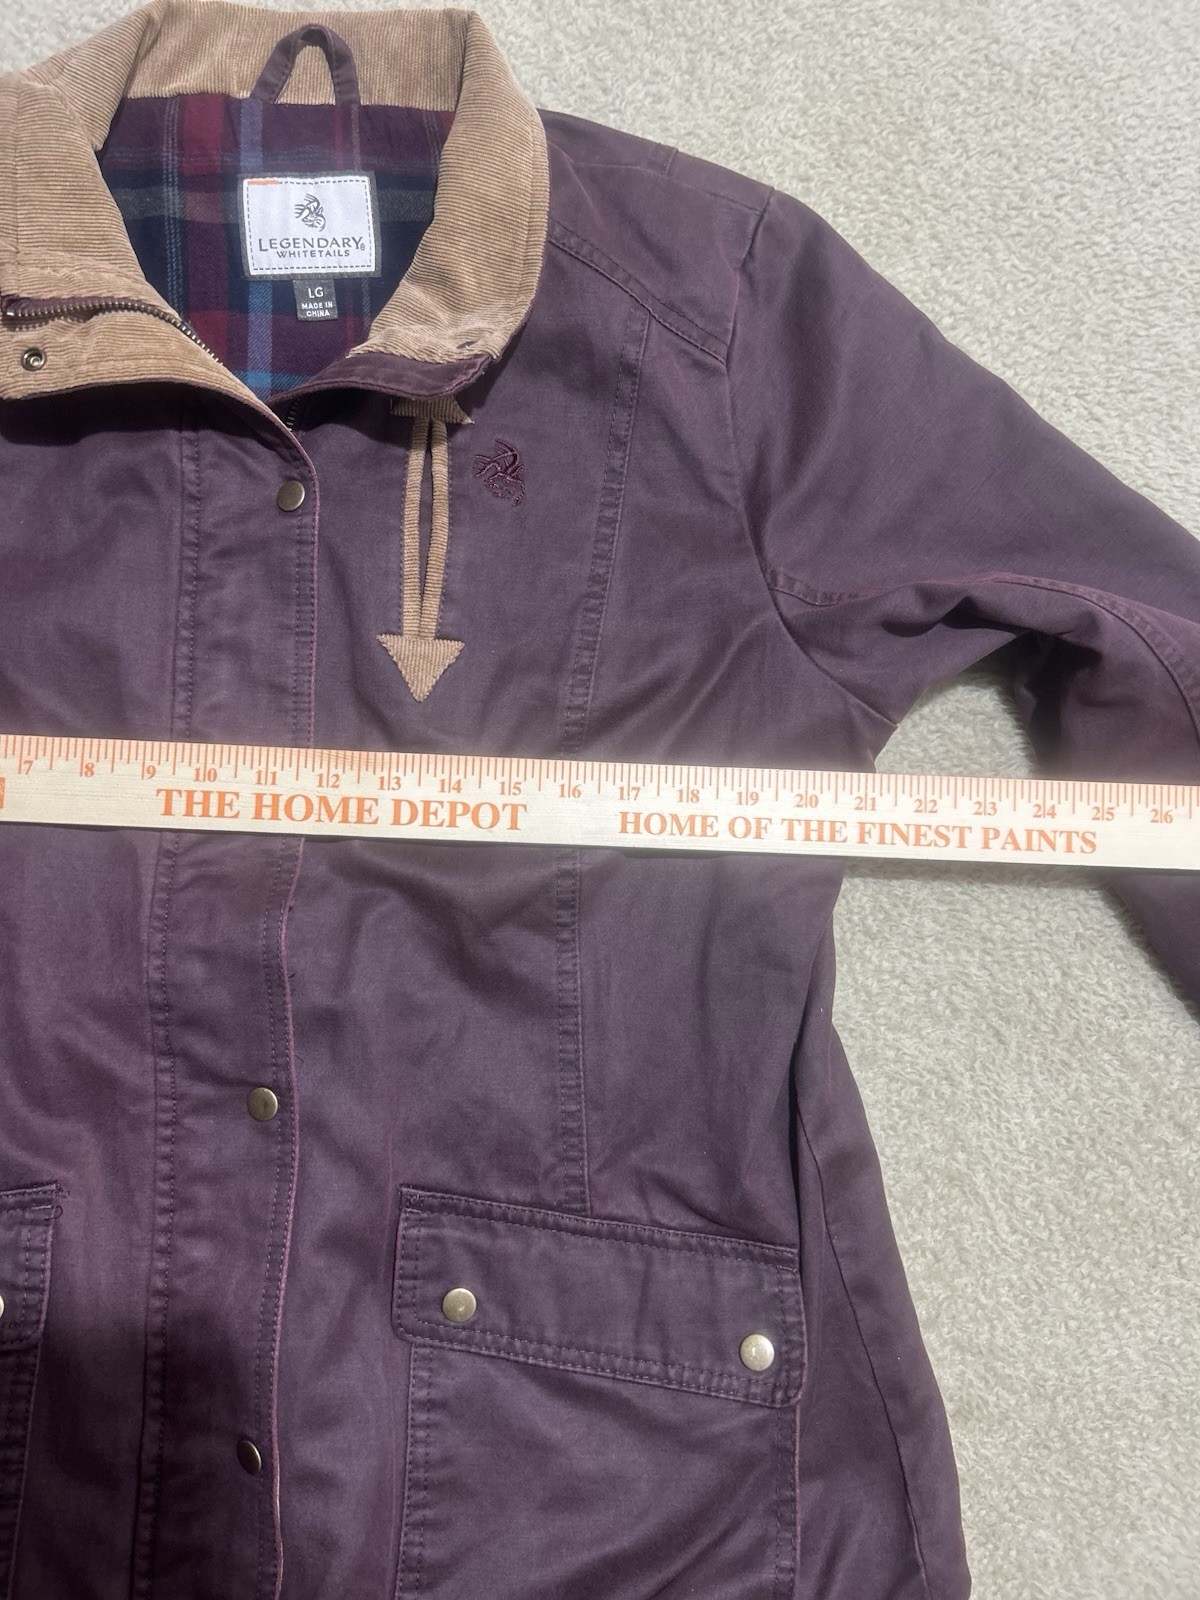 LEGENDARY®
WHITETAILS
LG
MADE IN
CHINA
7 8 9 10 11 12 13 14 15 16 17 18 19 20 21 22 23 24 25 26
THE HOME DEPOT HOME OF THE FINEST PAINTS